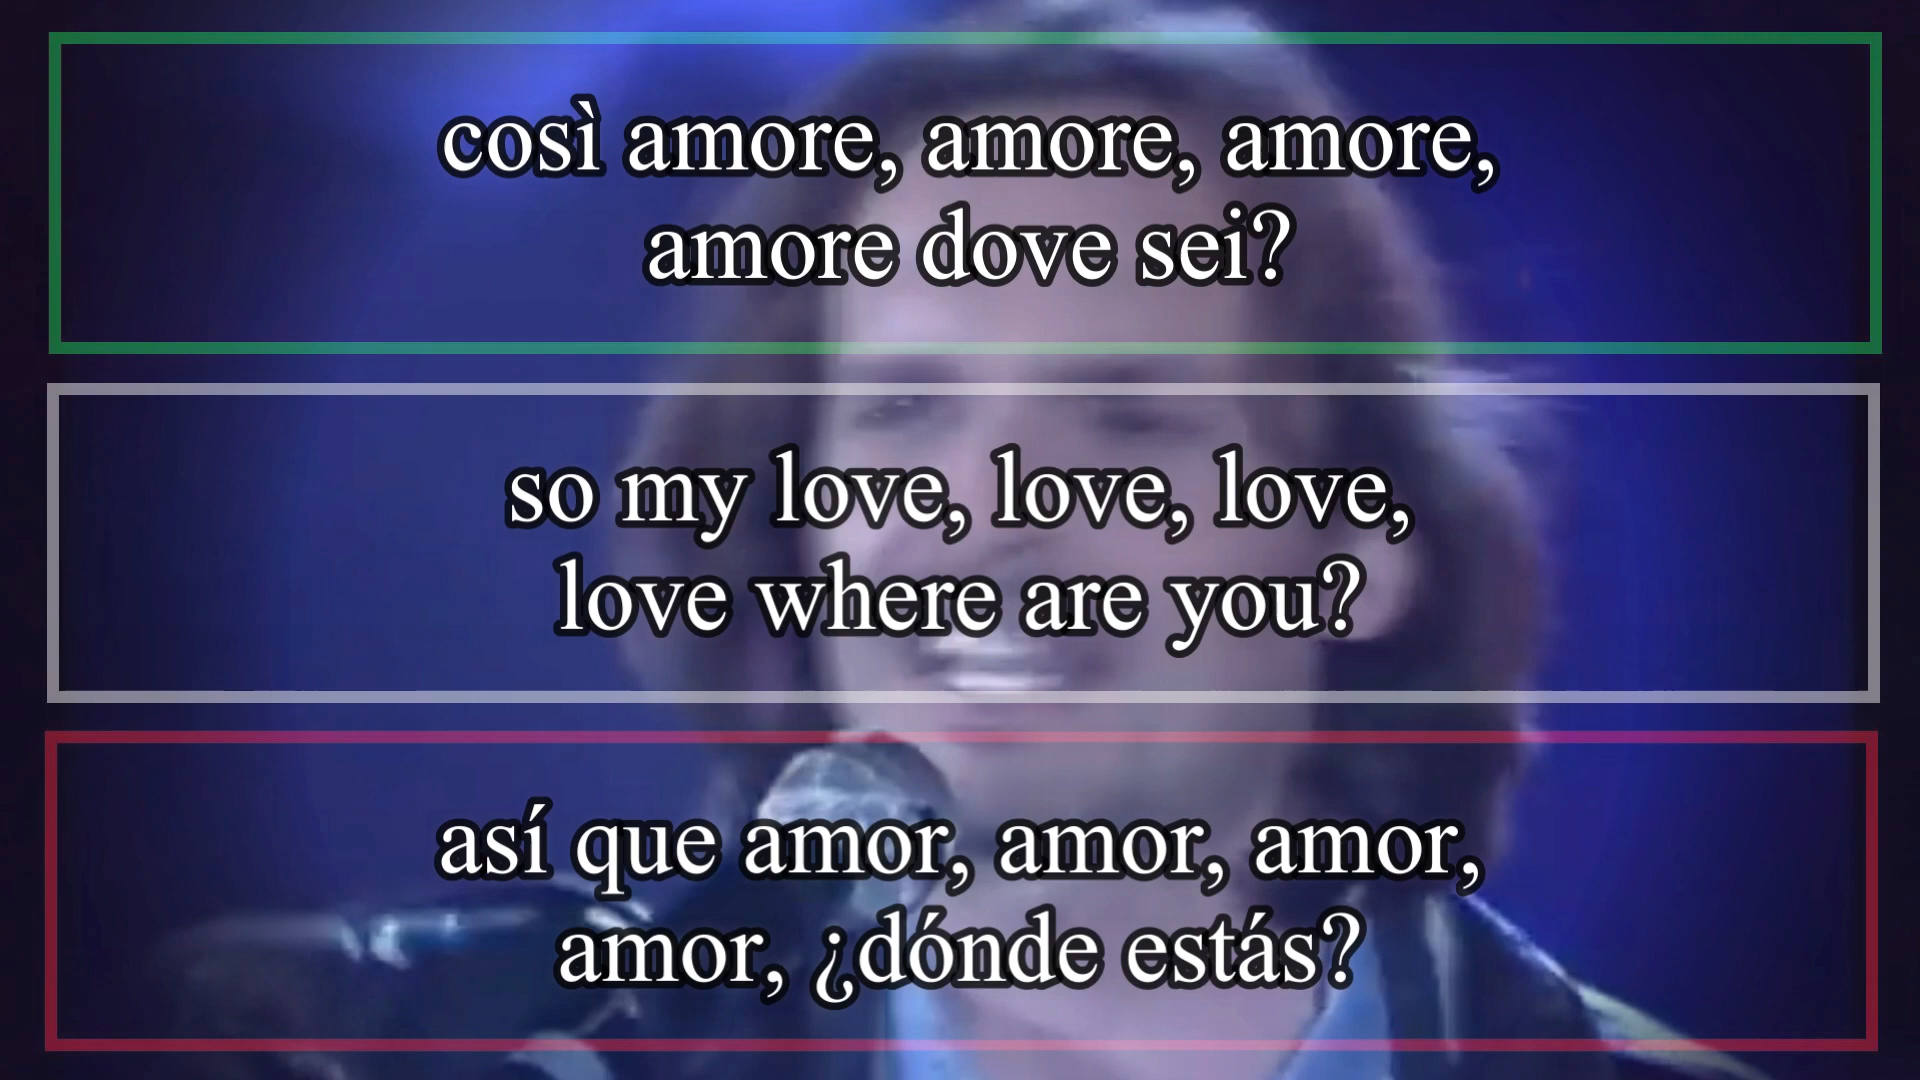 così amore, amore, amore,
amore dove sei?
so my love, love, love,
love where are you?
así que amor, amor, amor,
amor, ¿dónde estás?